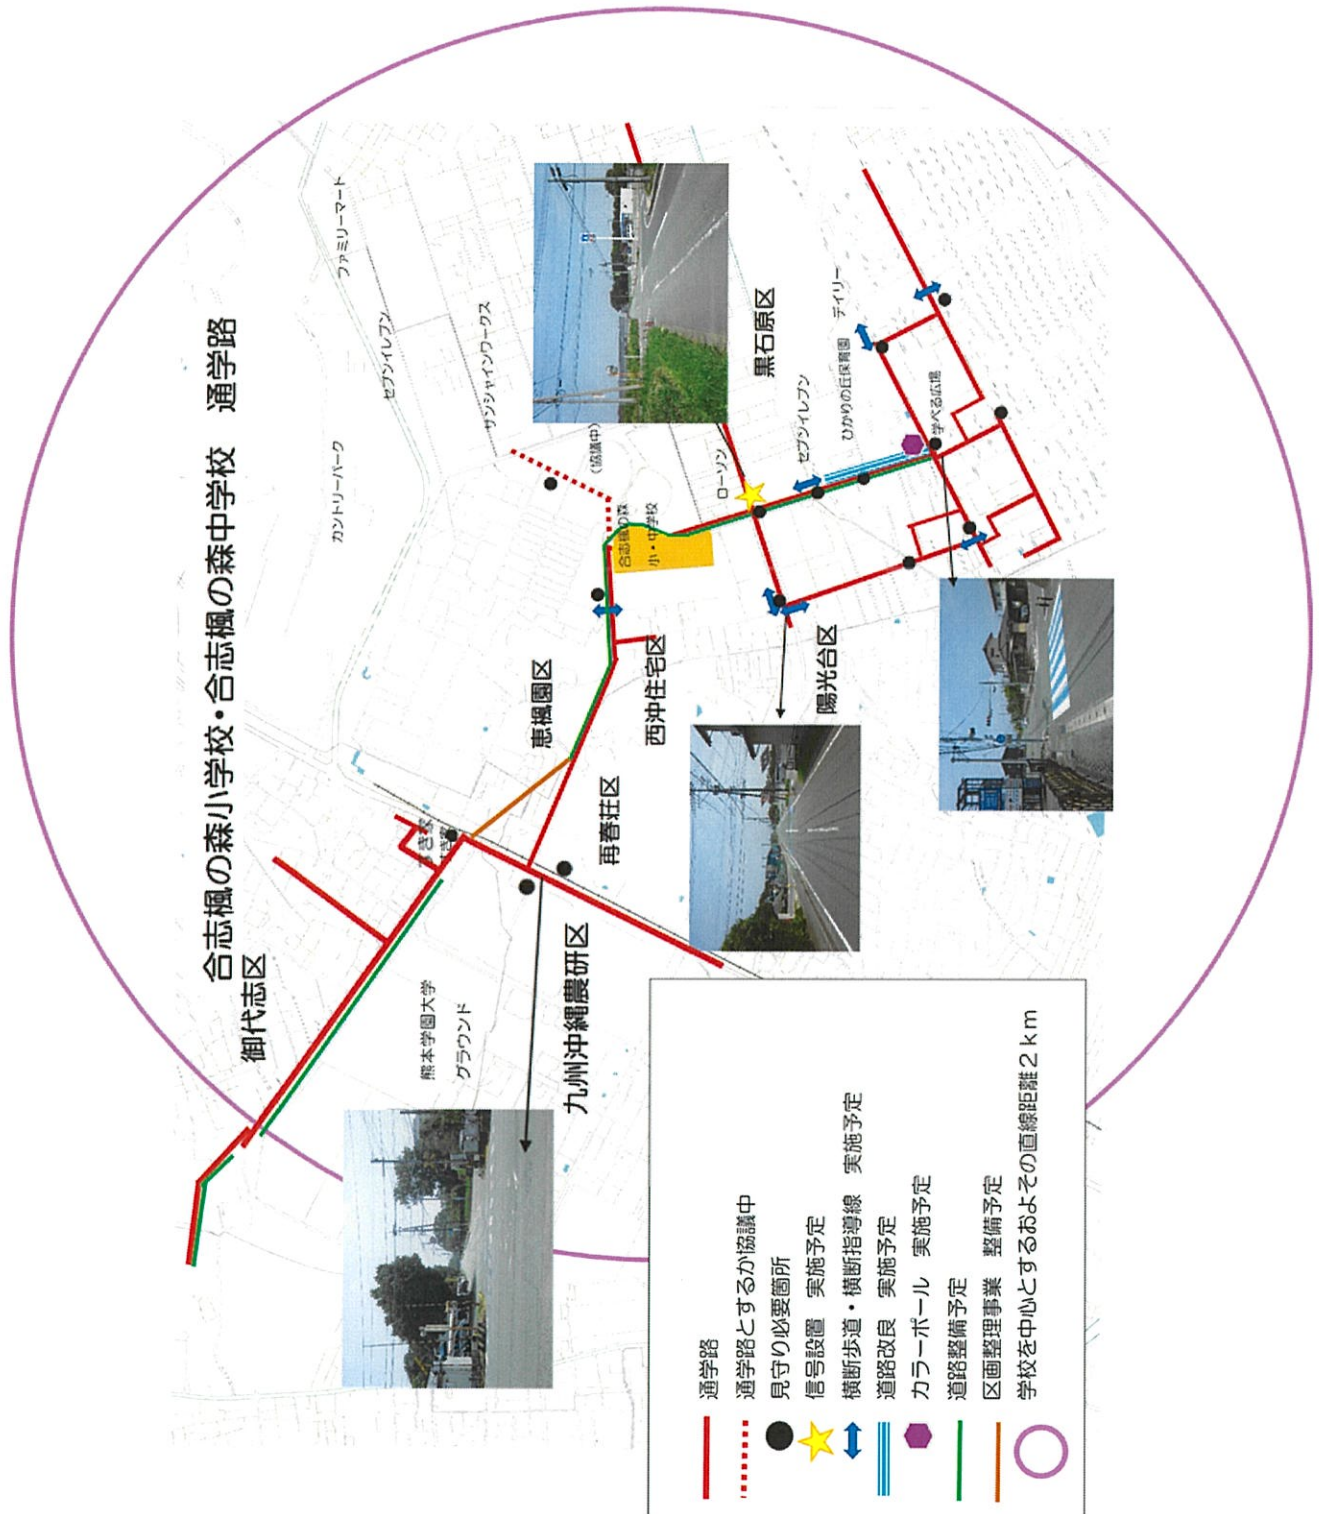 合志楓の森小学校・合志楓の森中学校　通学路
ファミリーマート
セブンイレブン
カントリーパーク
サンシャインワークス
(協議中)
御代志区
熊本学園大学
グラウンド
すき家
恵楓園区
合志楓の森
小・中学校
西沖住宅区
再春荘区
九州沖縄農研区
ローソン
黒石原区
セブンイレブン
ひかりの丘保育園
デイリー
学べる広場
陽光台区
通学路
通学路とするか協議中
見守り必要箇所
信号設置　実施予定
横断歩道・横断指導線　実施予定
道路改良　実施予定
カラーポール　実施予定
道路整備予定
区画整理事業　整備予定
学校を中心とするおよその直線距離2km